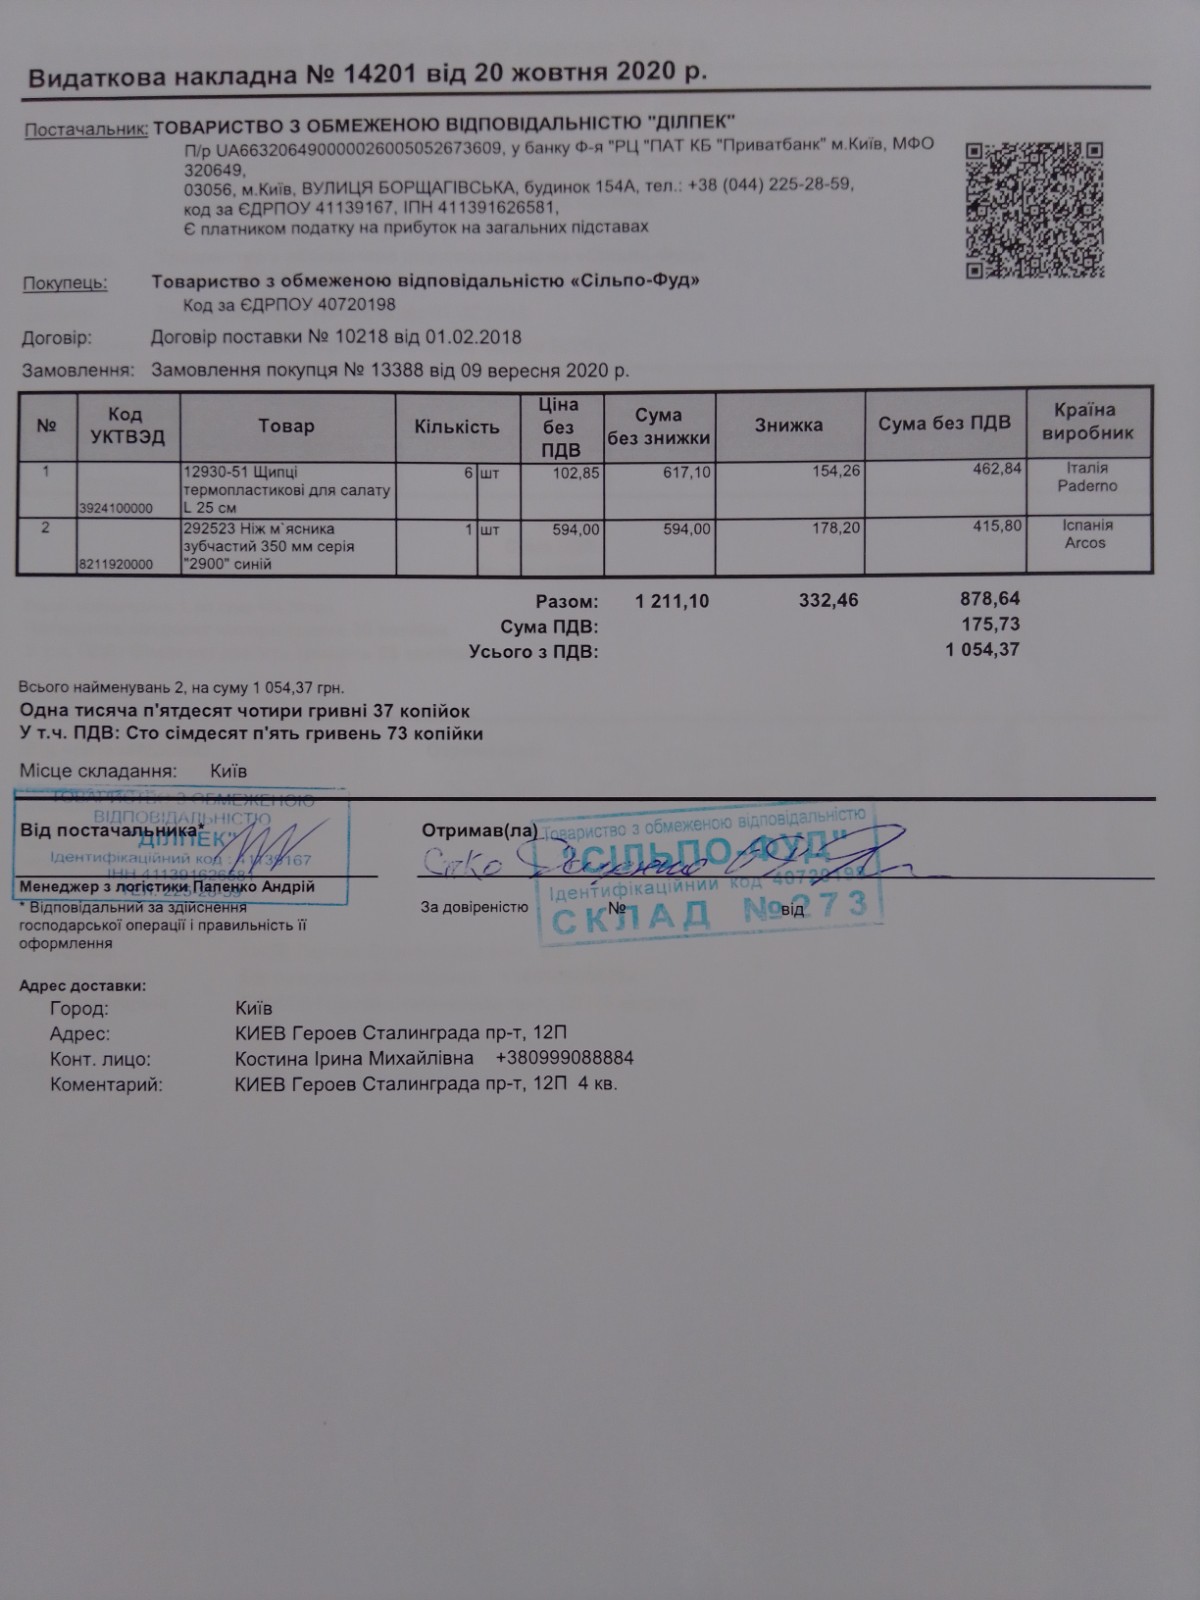 Видаткова накладна № 14201 від 20 жовтня 2020 р.
Постачальник: ТОВАРИСТВО З ОБМЕЖЕНОЮ ВІДПОВІДАЛЬНІСТЮ "ДІЛПЕК"
П/р UA663206490000026005052673609, у банку Ф-я "РЦ "ПАТ КБ "Приватбанк" м.Київ, МФО
320649,
03056, м.Київ, ВУЛИЦЯ БОРЩАГІВСЬКА, будинок 154А, тел.: +38 (044) 225-28-59,
код за ЄДРПОУ 41139167, ІПН 411391626581,
Є платником податку на прибуток на загальних підставах
Покупець: Товариство з обмеженою відповідальністю «Сільпо-Фуд»
Код за ЄДРПОУ 40720198
Договір: Договір поставки № 10218 від 01.02.2018
Замовлення: Замовлення покупця № 13388 від 09 вересня 2020 р.
№ Код УКТВЭД Товар Кількість Ціна без ПДВ Сума без знижки Знижка Сума без ПДВ Країна виробник
1 3924100000 12930-51 Щипці термопластикові для салату L 25 см 6 шт 102,85 617,10 154,26 462,84 Італія Paderno
2 8211920000 292523 Ніж м`ясника зубчастий 350 мм серія "2900" синій 1 шт 594,00 594,00 178,20 415,80 Іспанія Arcos
Разом: 1 211,10 332,46 878,64
Сума ПДВ: 175,73
Усього з ПДВ: 1 054,37
Всього найменувань 2, на суму 1 054,37 грн.
Одна тисяча п'ятдесят чотири гривні 37 копійок
У т.ч. ПДВ: Сто сімдесят п'ять гривень 73 копійки
Місце складання: Київ
ТОВАРИСТВО З ОБМЕЖЕНОЮ
ВІДПОВІДАЛЬНІСТЮ
"ДІЛПЕК"
Ідентифікаційний код : 41139167
ІНН 411391626581
Тел. 225-28-59
Від постачальника*
Менеджер з логістики Папенко Андрій
* Відповідальний за здійснення
господарської операції і правильність її
оформлення
Отримав(ла)
Товариство з обмеженою відповідальністю
"СІЛЬПО-ФУД"
Ідентифікаційний код 40720198
СКЛАД №273
За довіреністю № від
Адрес доставки:
Город: Київ
Адрес: КИЕВ Героев Сталинграда пр-т, 12П
Конт. лицо: Костина Ірина Михайлівна +380999088884
Коментарий: КИЕВ Героев Сталинграда пр-т, 12П 4 кв.